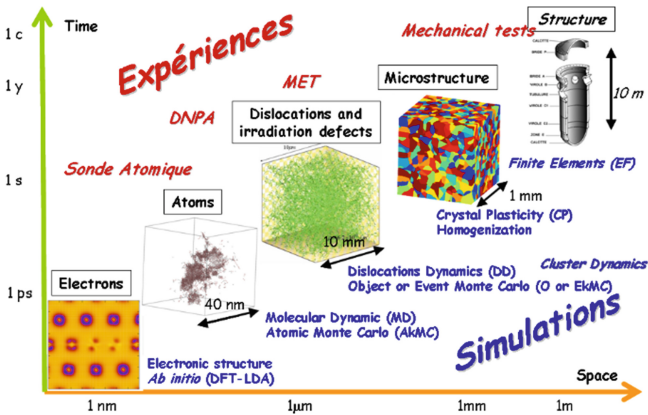 Time
1 c
1 y
1 s
1 ps
Expériences
Mechanical tests
MET
DNPA
Sonde Atomique
Structure
CALOTTE
10 m
Microstructure
Dislocations and
irradiation defects
Atoms
Electrons
Finite Elements (EF)
1 mm
Crystal Plasticity (CP)
Homogenization
10 mm
Dislocations Dynamics (DD)
Object or Event Monte Carlo (O or EkMC)
Cluster Dynamics
40 nm
Molecular Dynamic (MD)
Atomic Monte Carlo (AkMC)
Electronic structure
Ab initio (DFT-LDA)
Simulations
Space
1 nm
1µm
1mm
1m